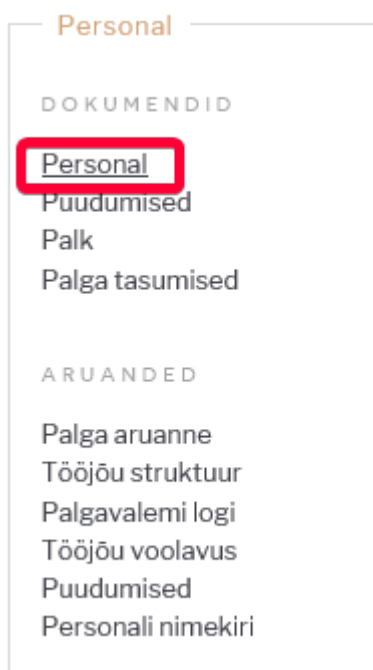 Personal
DOKUMENDID
Personal
Puudumised
Palk
Palga tasumised
ARUANDED
Palga aruanne
Tööjõu struktuur
Palgavalemi logi
Tööjõu voolavus
Puudumised
Personali nimekiri